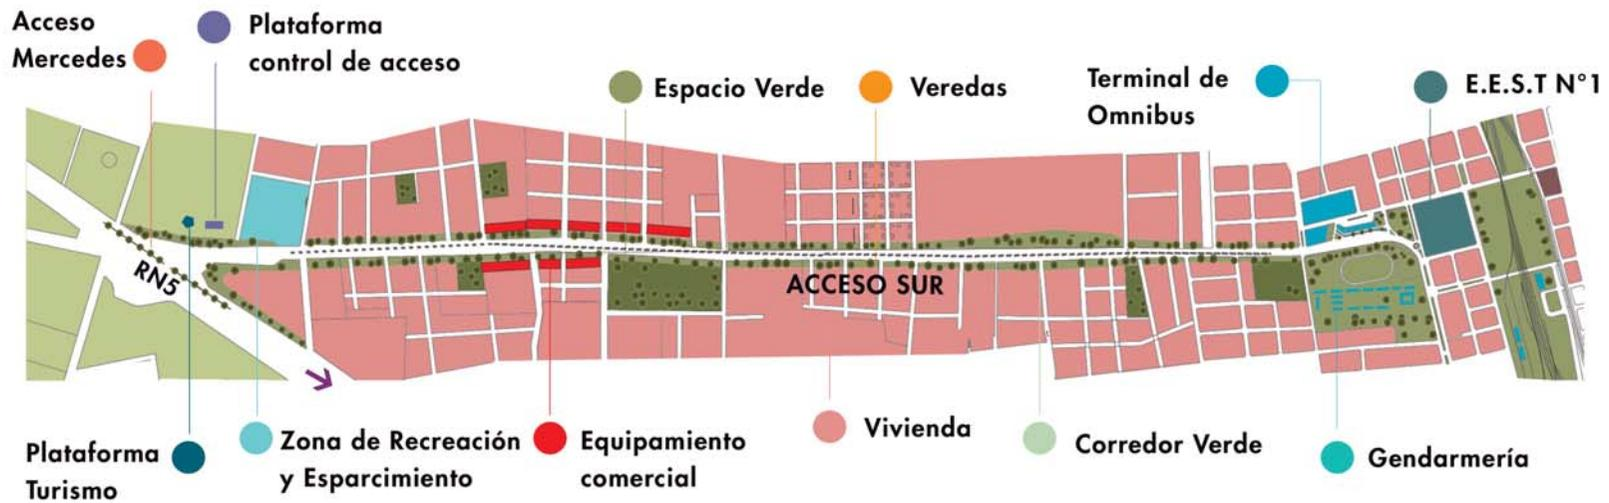 Acceso
Mercedes
Plataforma
control de acceso
Espacio Verde
Veredas
Terminal de
Omnibus
E.E.S.T N°1
RN5
ACCESO SUR
Plataforma
Turismo
Zona de Recreación
y Esparcimiento
Equipamiento
comercial
Vivienda
Corredor Verde
Gendarmería